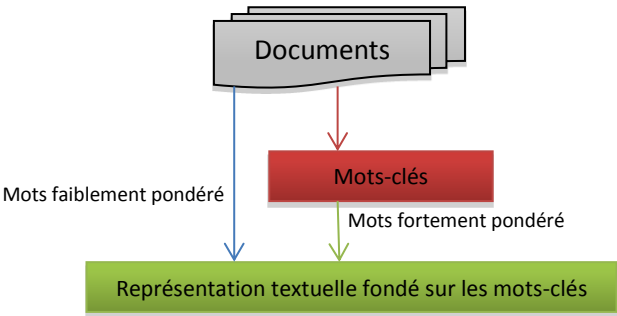 Documents
Mots-clés
Mots faiblement pondéré
Mots fortement pondéré
Représentation textuelle fondé sur les mots-clés